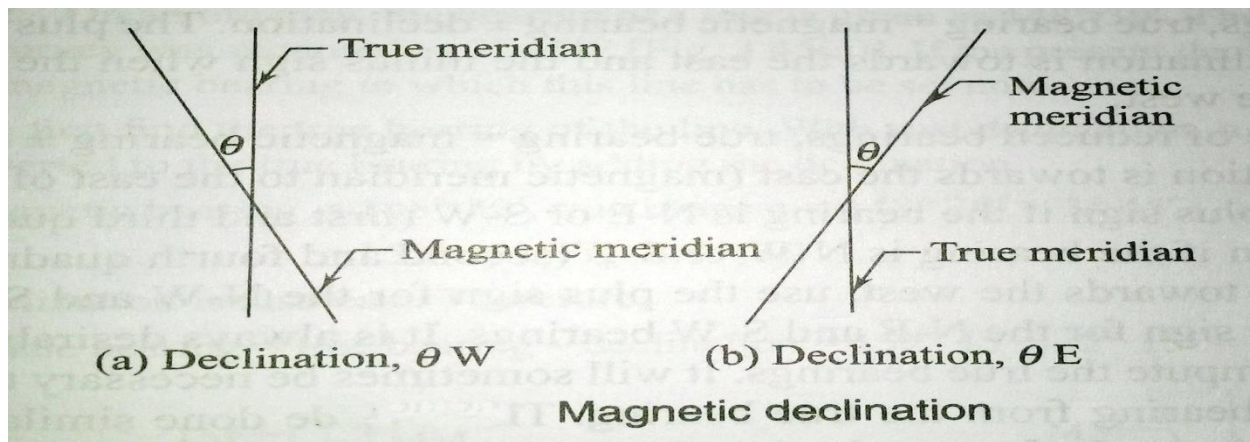 True meridian
θ
Magnetic meridian
(a) Declination, θ W
Magnetic
meridian
θ
True meridian
(b) Declination, θ E
Magnetic declination